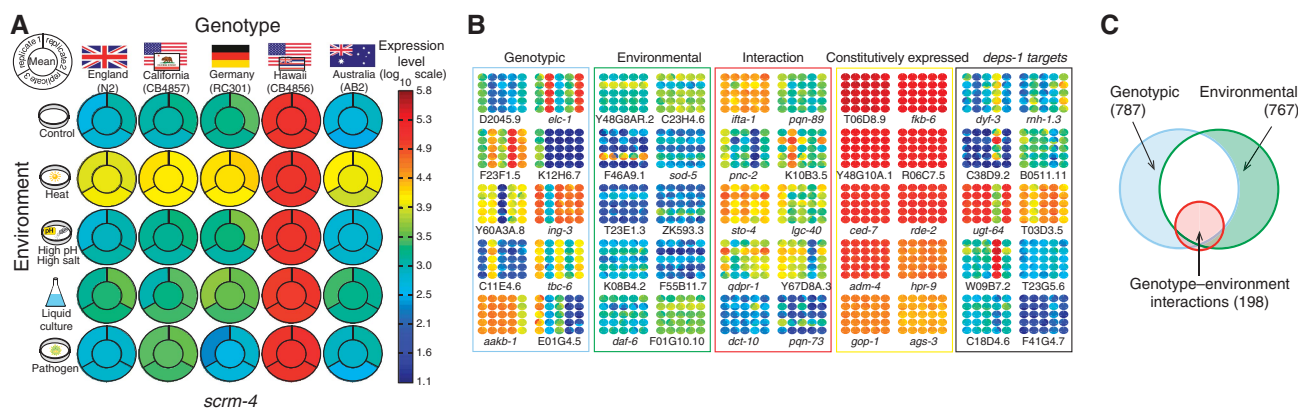 A
Genotype
replicate 1
replicate 2
replicate 3
Mean
England
(N2)
California
(CB4857)
Germany
(RC301)
Hawaii
(CB4856)
Australia
(AB2)
Expression
level
(log10 scale)
Environment
Control
Heat
pH
High pH
High salt
Liquid
culture
Pathogen
5.8
5.3
4.9
4.4
3.9
3.5
3.0
2.5
2.1
1.6
1.1
scrm-4
B
Genotypic Environmental Interaction Constitutively expressed deps-1 targets
D2045.9 elc-1 Y48G8AR.2 C23H4.6 ifta-1 pqn-89 T06D8.9 fkb-6 dyf-3 rnh-1.3
F23F1.5 K12H6.7 F46A9.1 sod-5 pnc-2 K10B3.5 Y48G10A.1 R06C7.5 C38D9.2 B0511.11
Y60A3A.8 ing-3 T23E1.3 ZK593.3 sto-4 lgc-40 ced-7 rde-2 ugt-64 T03D3.5
C11E4.6 tbc-6 K08B4.2 F55B11.7 qdpr-1 Y67D8A.3 adm-4 hpr-9 W09B7.2 T23G5.6
aakb-1 E01G4.5 daf-6 F01G10.10 dct-10 pqn-73 gop-1 ags-3 C18D4.6 F41G4.7
C
Genotypic
(787)
Environmental
(767)
Genotype–environment
interactions (198)